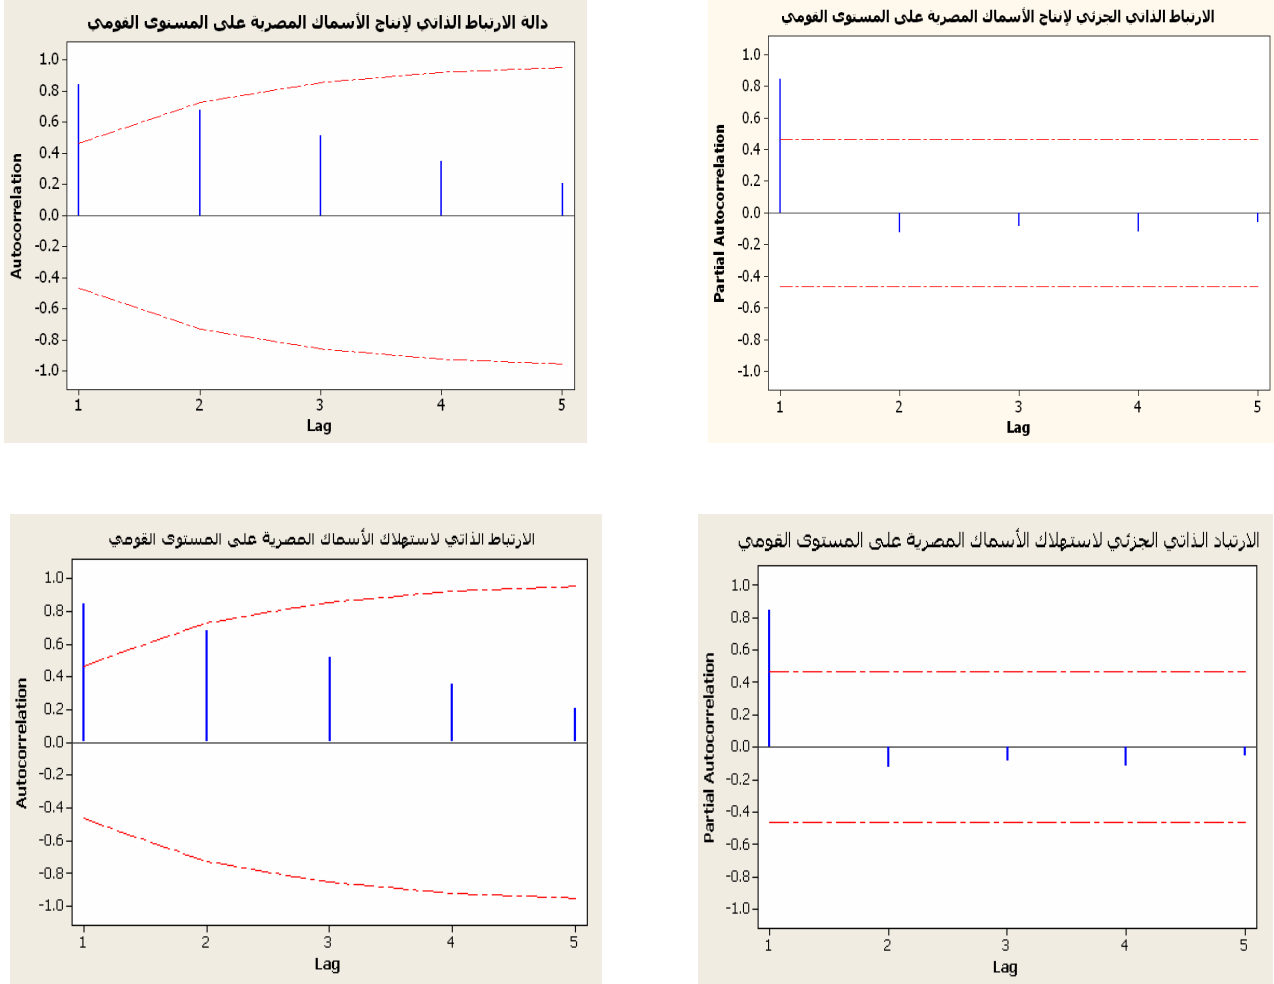 دالة الارتباط الذاتي لإنتاج الأسماك المصرية على المستوى القومي
1.0
0.8
0.6
0.4
0.2
0.0
-0.2
-0.4
-0.6
-0.8
-1.0
Autocorrelation
1 2 3 4 5
Lag
الارتباط الذاتي الجزئي لإنتاج الأسماك المصرية على المستوى القومي
1.0
0.8
0.6
0.4
0.2
0.0
-0.2
-0.4
-0.6
-0.8
-1.0
Partial Autocorrelation
1 2 3 4 5
Lag
الارتباط الذاتي لاستهلاك الأسماك المصرية على المستوى القومي
1.0
0.8
0.6
0.4
0.2
0.0
-0.2
-0.4
-0.6
-0.8
-1.0
Autocorrelation
1 2 3 4 5
Lag
الارتباد الذاتي الجزئي لاستهلاك الأسماك المصرية على المستوى القومي
1.0
0.8
0.6
0.4
0.2
0.0
-0.2
-0.4
-0.6
-0.8
-1.0
Partial Autocorrelation
1 2 3 4 5
Lag